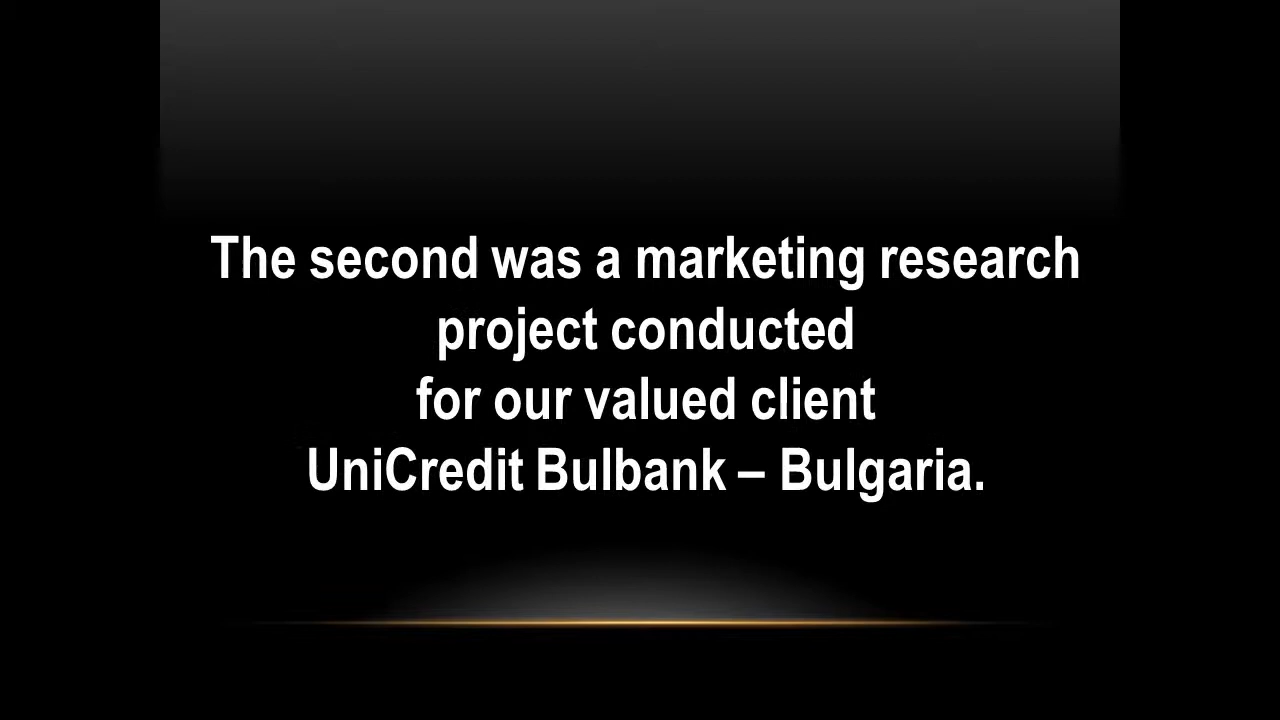 The second was a marketing research
project conducted
for our valued client
UniCredit Bulbank – Bulgaria.